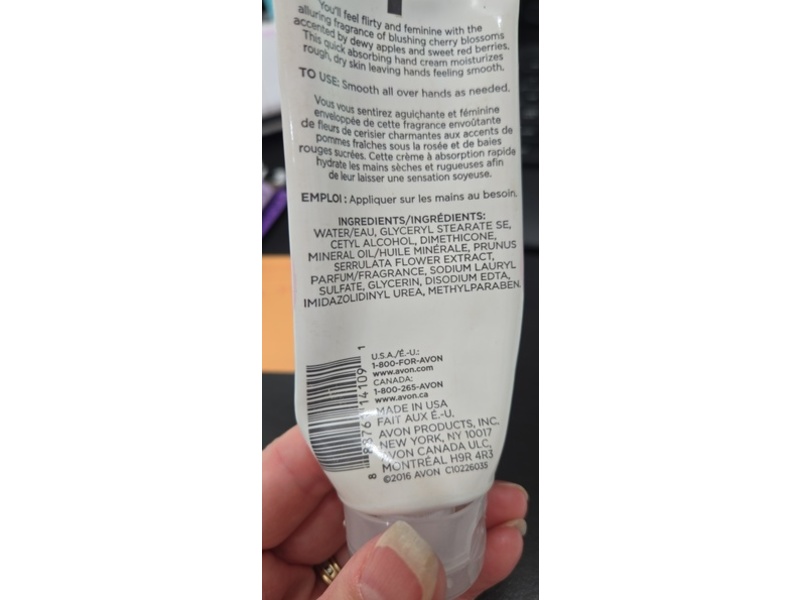 You'll feel flirty and feminine with the
alluring fragrance of blushing cherry blossoms
accented by dewy apples and sweet red berries.
This quick absorbing hand cream moisturizes
rough, dry skin leaving hands feeling smooth.
TO USE: Smooth all over hands as needed.
Vous vous sentirez aguichante et féminine
enveloppée de cette fragrance envoûtante
de fleurs de cerisier charmantes aux accents de
pommes fraîches sous la rosée et de baies
rouges sucrées. Cette crème à absorption rapide
hydrate les mains sèches et rugueuses afin
de leur laisser une sensation soyeuse.
EMPLOI : Appliquer sur les mains au besoin.
INGREDIENTS/INGRÉDIENTS:
WATER/EAU, GLYCERYL STEARATE SE,
CETYL ALCOHOL, DIMETHICONE,
MINERAL OIL/HUILE MINÉRALE, PRUNUS
SERRULATA FLOWER EXTRACT,
PARFUM/FRAGRANCE, SODIUM LAURYL
SULFATE, GLYCERIN, DISODIUM EDTA,
IMIDAZOLIDINYL UREA, METHYLPARABEN.
U.S.A./É.-U.:
1-800-FOR-AVON
www.avon.com
CANADA:
1-800-265-AVON
www.avon.ca
MADE IN USA
FAIT AUX É.-U.
AVON PRODUCTS, INC.
NEW YORK, NY 10017
AVON CANADA ULC,
MONTRÉAL H9R 4R3
©2016 AVON C10226035